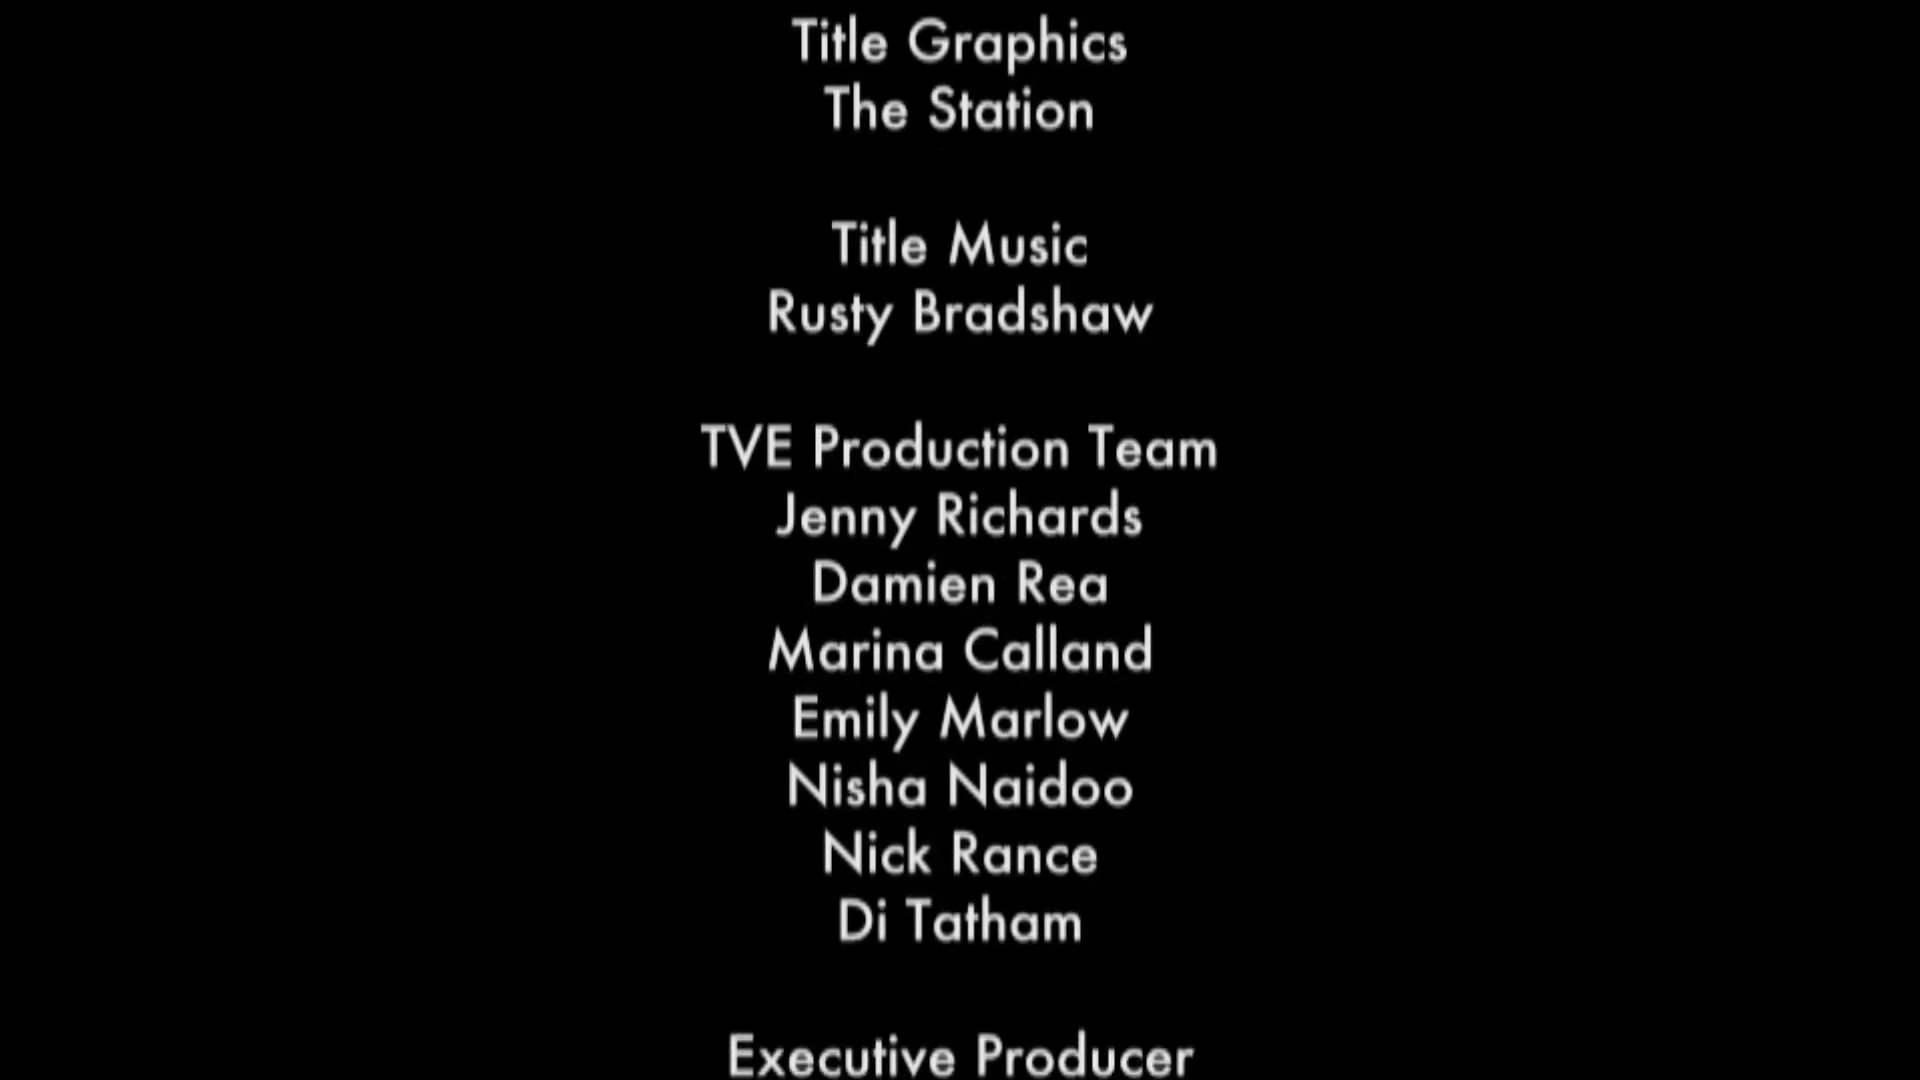 Title Graphics
The Station
Title Music
Rusty Bradshaw
TVE Production Team
Jenny Richards
Damien Rea
Marina Calland
Emily Marlow
Nisha Naidoo
Nick Rance
Di Tatham
Executive Producer